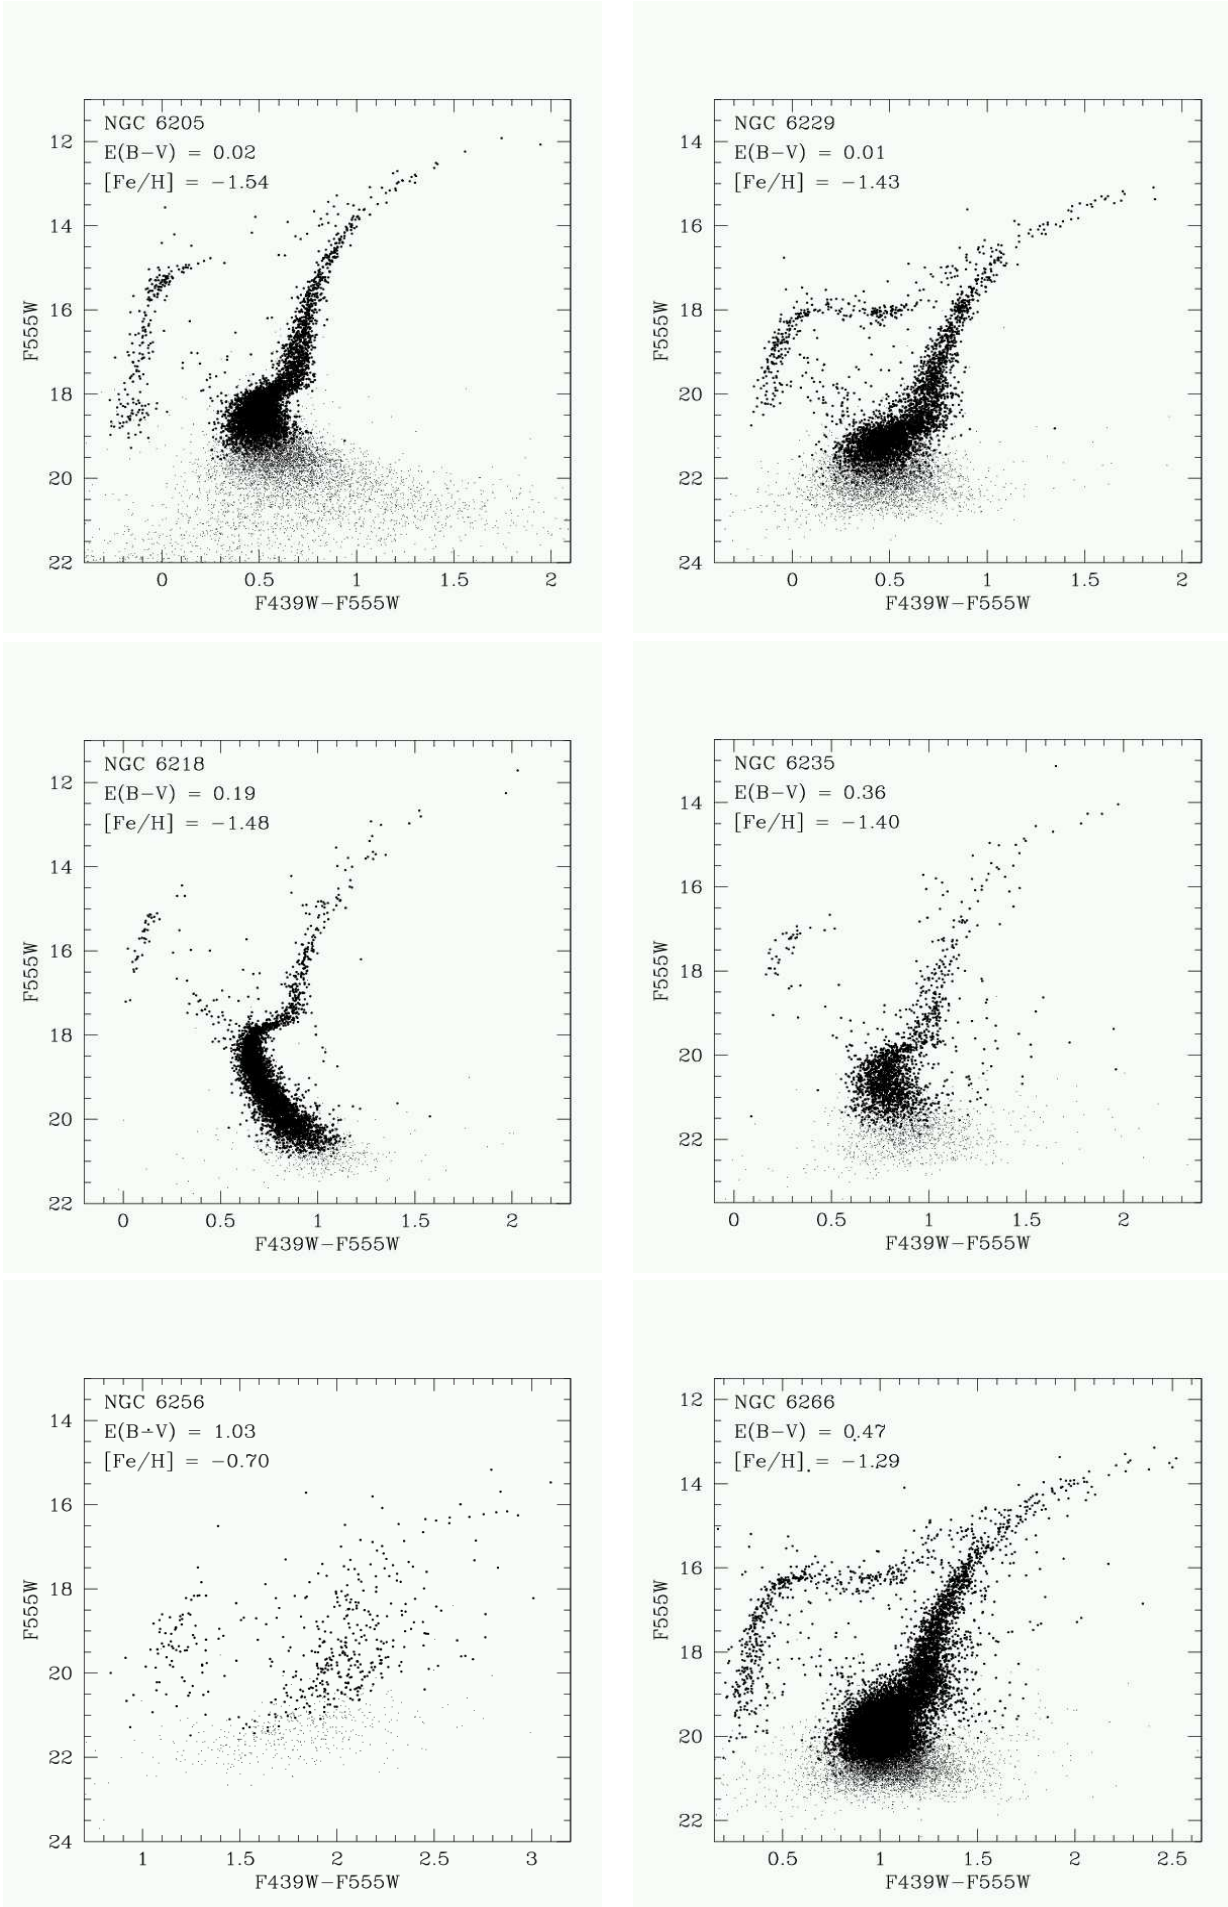 NGC 6205
E(B−V) = 0.02
[Fe/H] = −1.54
12
14
16
18
20
22
F555W
0 0.5 1 1.5 2
F439W−F555W
NGC 6229
E(B−V) = 0.01
[Fe/H] = −1.43
14
16
18
20
22
24
F555W
0 0.5 1 1.5 2
F439W−F555W
NGC 6218
E(B−V) = 0.19
[Fe/H] = −1.48
12
14
16
18
20
22
F555W
0 0.5 1 1.5 2
F439W−F555W
NGC 6235
E(B−V) = 0.36
[Fe/H] = −1.40
14
16
18
20
22
F555W
0 0.5 1 1.5 2
F439W−F555W
NGC 6256
E(B−V) = 1.03
[Fe/H] = −0.70
14
16
18
20
22
24
F555W
1 1.5 2 2.5 3
F439W−F555W
NGC 6266
E(B−V) = 0.47
[Fe/H] = −1.29
12
14
16
18
20
22
F555W
0.5 1 1.5 2 2.5
F439W−F555W